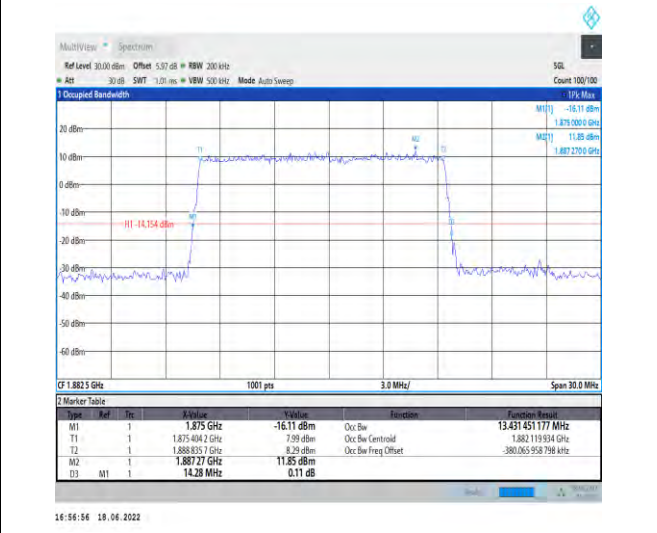 MultiView Spectrum
Ref Level 30.00 dBm Offset 5.97 dB RBW 200 kHz SGL
Att 30 dB SWT 1.01 ms VBW 500 kHz Mode Auto Sweep Count 100/100
1 Occupied Bandwidth 1Pk Max
M1[1] -16.11 dBm
1.875 000 0 GHz
M2[1] 11.85 dBm
1.887 270 0 GHz
20 dBm
M2
T1 T2
10 dBm
0 dBm
-10 dBm
M1
H1 -14.154 dBm
D3
-20 dBm
-30 dBm
-40 dBm
-50 dBm
-60 dBm
CF 1.882 5 GHz 1001 pts 3.0 MHz/ Span 30.0 MHz
2 Marker Table
Type Ref Trc X-Value Y-Value Function Function Result
M1 1 1.875 GHz -16.11 dBm Occ Bw 13.431 451 177 MHz
T1 1 1.875 404 2 GHz 7.99 dBm Occ Bw Centroid 1.882 119 934 GHz
T2 1 1.888 835 7 GHz 8.29 dBm Occ Bw Freq Offset -380.065 958 798 kHz
M2 1 1.887 27 GHz 11.85 dBm
D3 M1 1 14.28 MHz 0.11 dB
16:56:56 18.06.2022